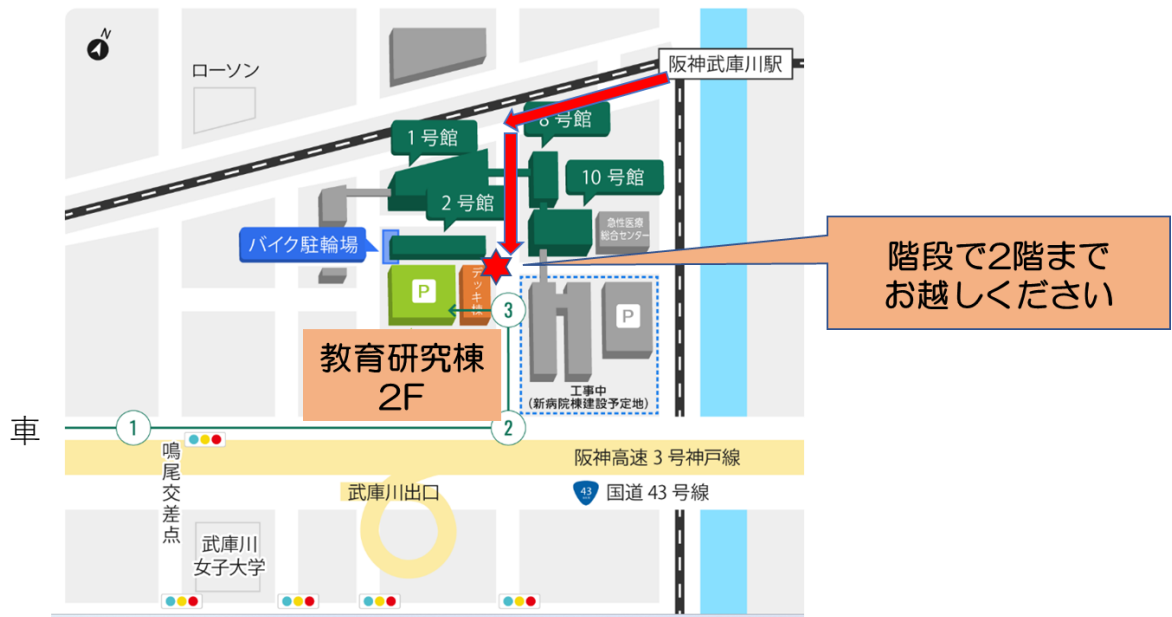 N
ローソン
阪神武庫川駅
8号館
1号館
10号館
2号館
急性医療
総合センター
バイク駐輪場
階段で2階まで
お越しください
P
デッキ棟
3
P
教育研究棟
2F
工事中
(新病院棟建設予定地)
車
1
2
鳴尾交差点
阪神高速3号神戸線
武庫川出口
43
国道43号線
武庫川
女子大学